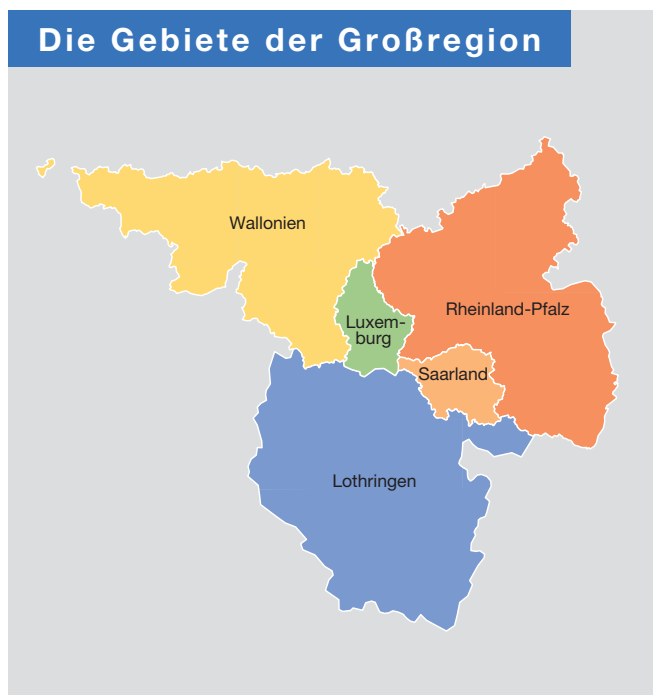 Die Gebiete der Großregion
Wallonien
Rheinland-Pfalz
Luxem-
burg
Saarland
Lothringen